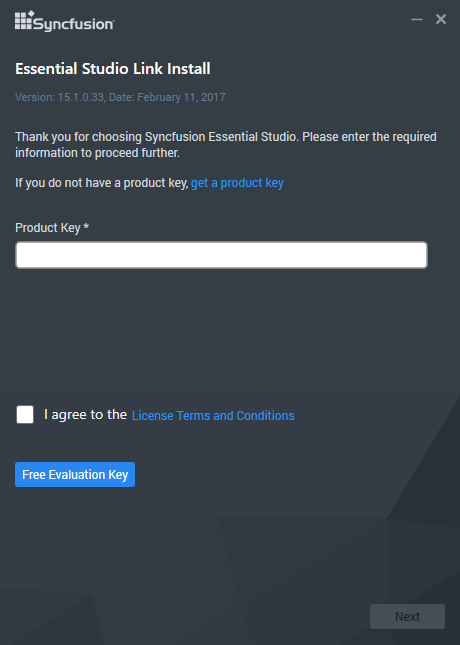 Syncfusion
Essential Studio Link Install
Version: 15.1.0.33, Date: February 11, 2017
Thank you for choosing Syncfusion Essential Studio. Please enter the required
information to proceed further.
If you do not have a product key, get a product key
Product Key *
I agree to the License Terms and Conditions
Free Evaluation Key
Next